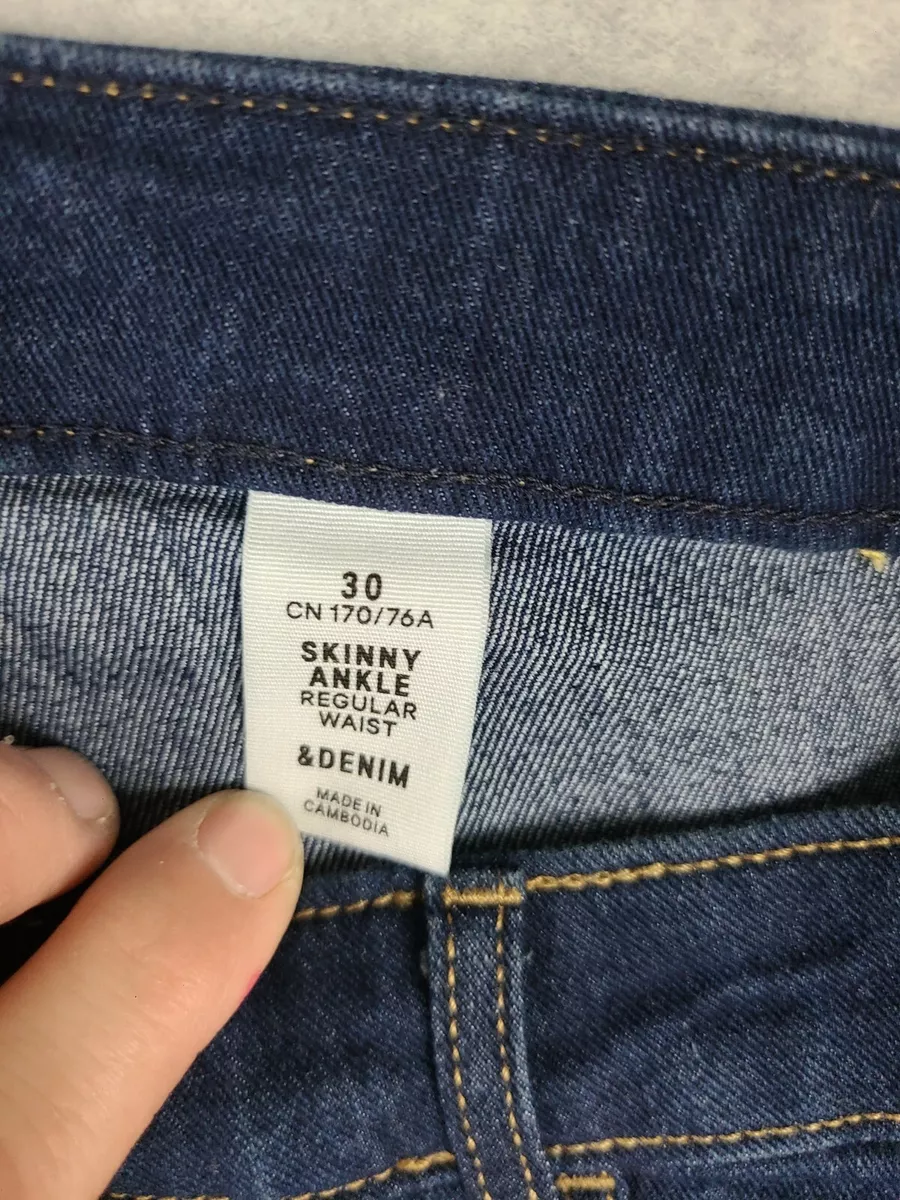 30
CN 170/76A
SKINNY
ANKLE
REGULAR
WAIST
&DENIM
MADE IN
CAMBODIA